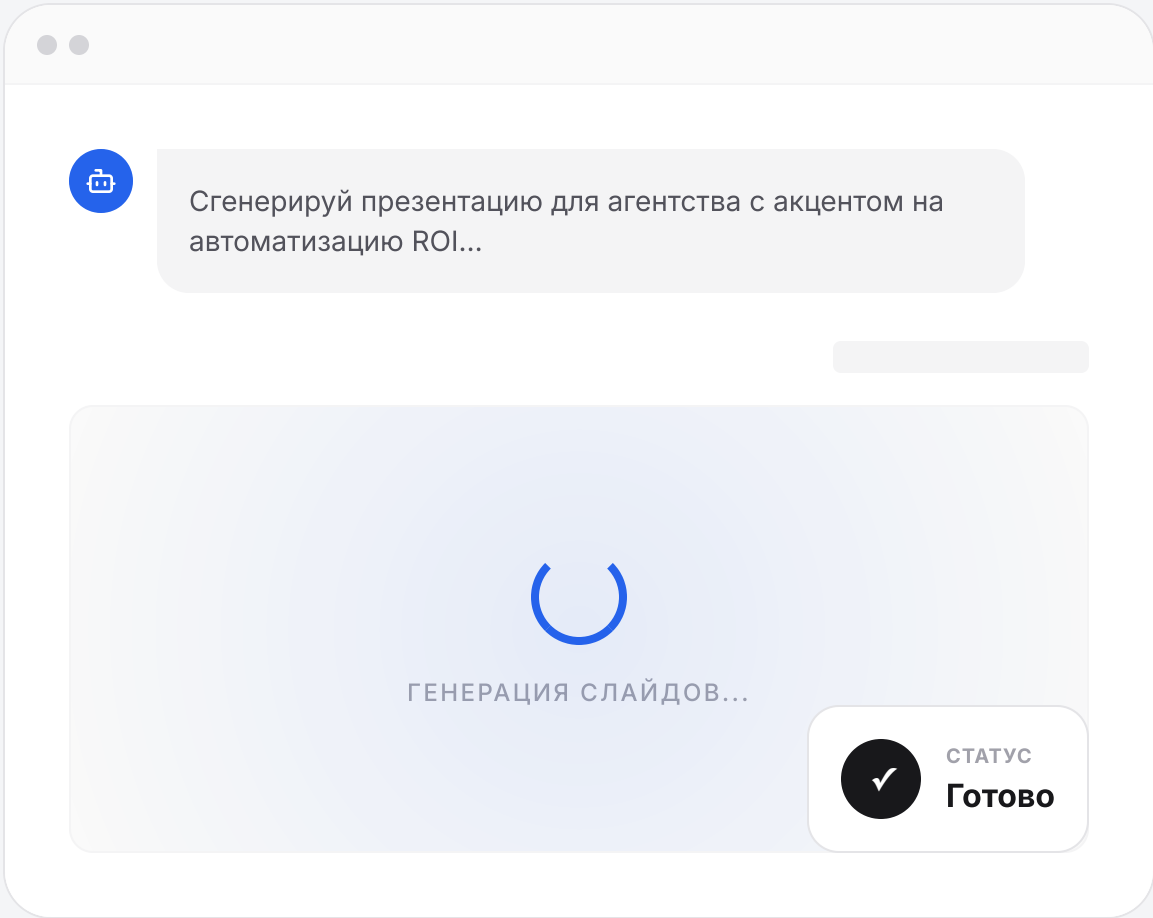 Сгенерируй презентацию для агентства с акцентом на
автоматизацию ROI...
ГЕНЕРАЦИЯ СЛАЙДОВ...
СТАТУС
Готово